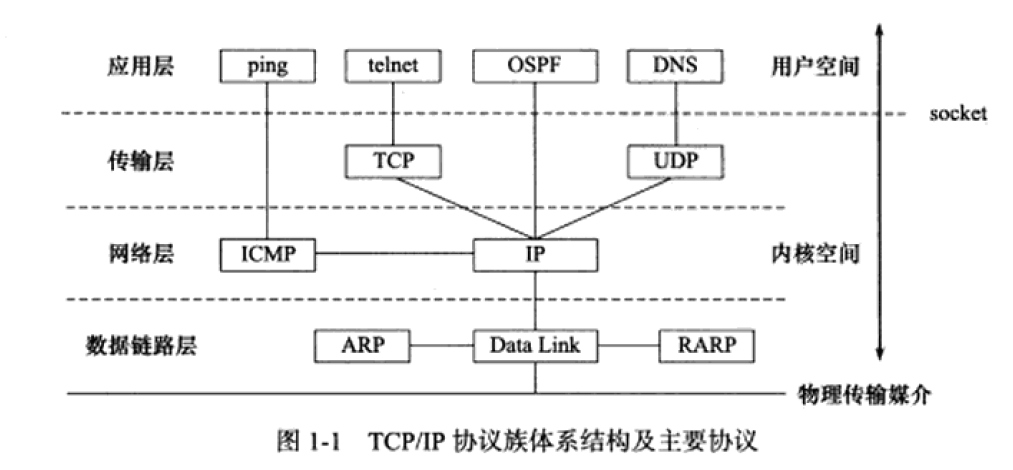 应用层 ping telnet OSPF DNS 用户空间
socket
传输层 TCP UDP
网络层 ICMP IP 内核空间
数据链路层 ARP Data Link RARP
物理传输媒介
图 1-1 TCP/IP 协议族体系结构及主要协议